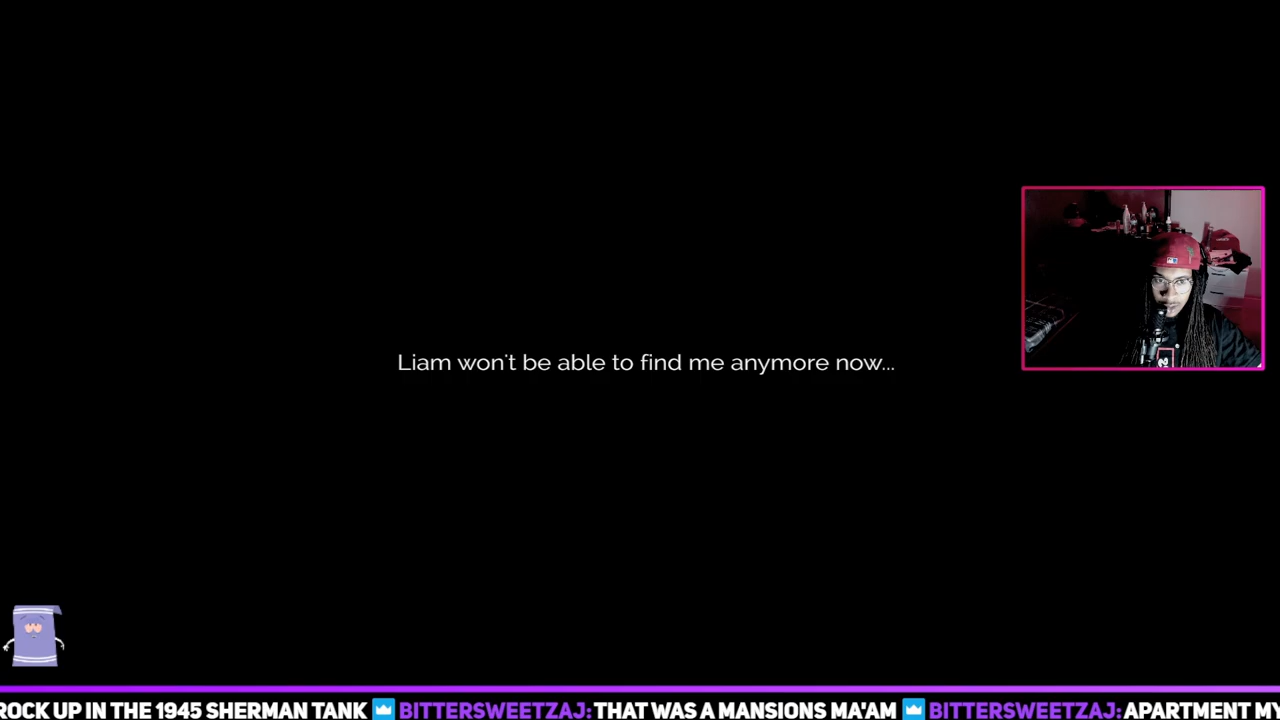 Liam won't be able to find me anymore now...
ROCK UP IN THE 1945 SHERMAN TANK BITTERSWEETZAJ: THAT WAS A MANSIONS MA'AM BITTERSWEETZAJ: APARTMENT MY